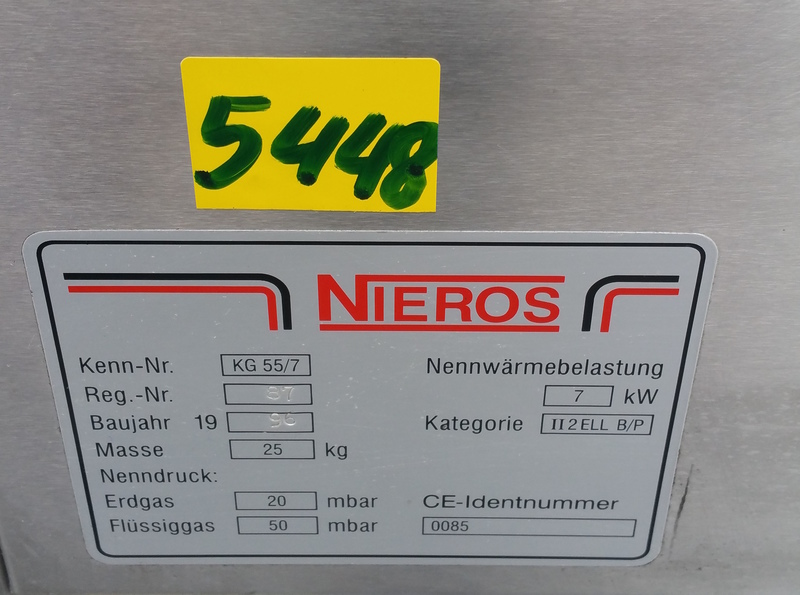 5448
NIEROS
Kenn-Nr. KG 55/7
Reg.-Nr. 37
Baujahr 19 96
Masse 25 kg
Nenndruck:
Erdgas 20 mbar
Flüssiggas 50 mbar
Nennwärmebelastung
7 kW
Kategorie II2ELL B/P
CE-Identnummer
0085